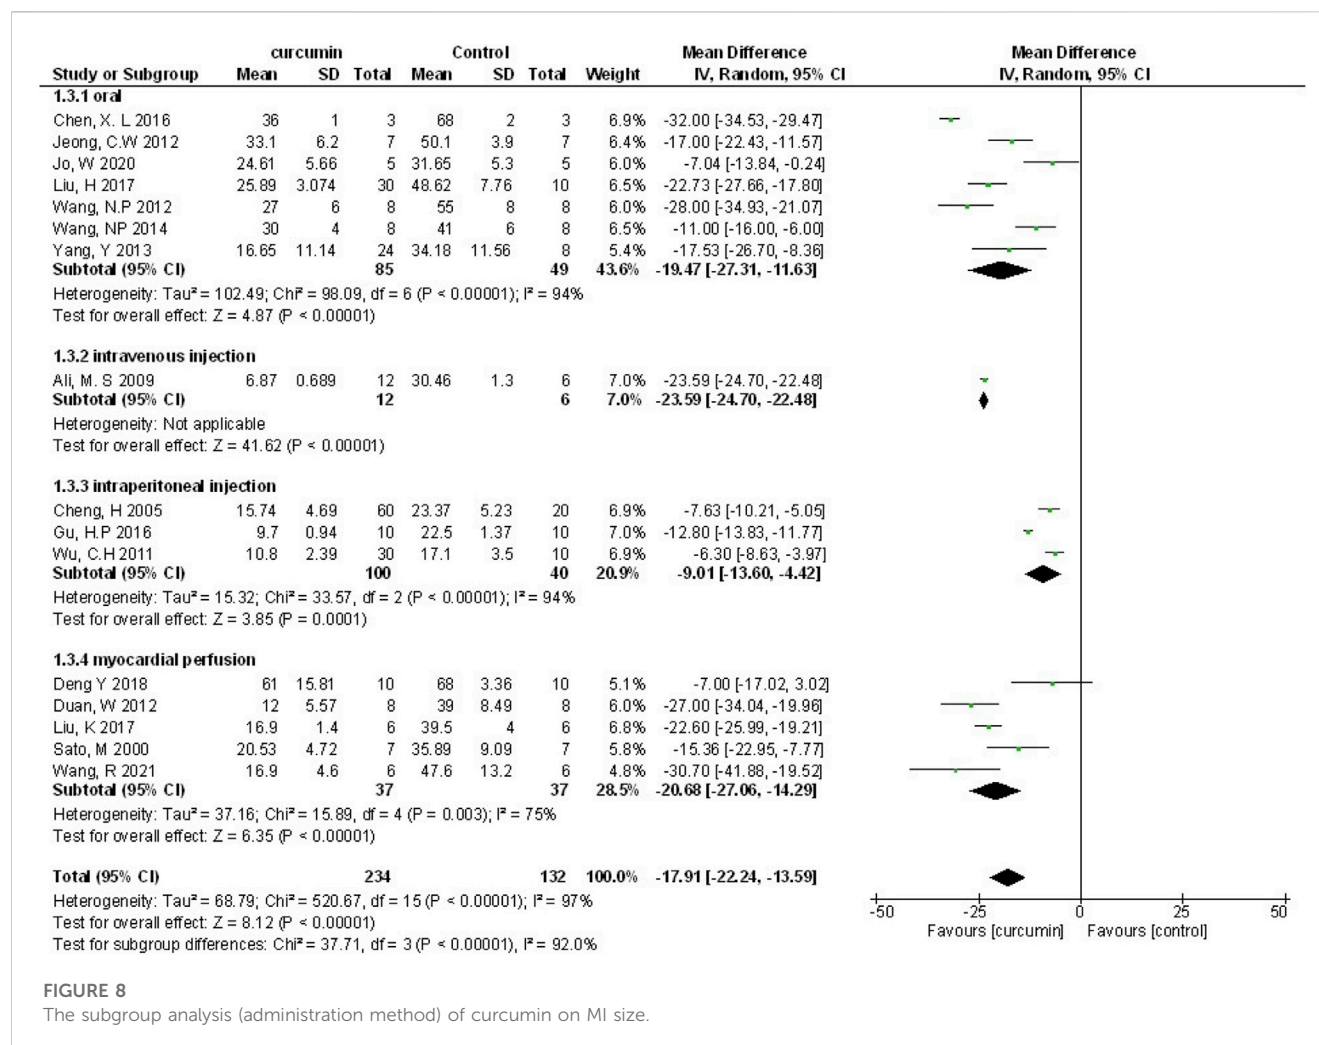 curcumin Control Mean Difference Mean Difference
Study or Subgroup Mean SD Total Mean SD Total Weight IV, Random, 95% CI IV, Random, 95% CI
1.3.1 oral
Chen, X. L 2016 36 1 3 68 2 3 6.9% -32.00 [-34.53, -29.47]
Jeong, C.W 2012 33.1 6.2 7 50.1 3.9 7 6.4% -17.00 [-22.43, -11.57]
Jo, W 2020 24.61 5.66 5 31.65 5.3 5 6.0% -7.04 [-13.84, -0.24]
Liu, H 2017 25.89 3.074 30 48.62 7.76 10 6.5% -22.73 [-27.66, -17.80]
Wang, N.P 2012 27 6 8 55 8 8 6.0% -28.00 [-34.93, -21.07]
Wang, NP 2014 30 4 8 41 6 8 6.5% -11.00 [-16.00, -6.00]
Yang, Y 2013 16.65 11.14 24 34.18 11.56 8 5.4% -17.53 [-26.70, -8.36]
Subtotal (95% CI) 85 49 43.6% -19.47 [-27.31, -11.63]
Heterogeneity: Tau² = 102.49; Chi² = 98.09, df = 6 (P < 0.00001); I² = 94%
Test for overall effect: Z = 4.87 (P < 0.00001)
1.3.2 intravenous injection
Ali, M. S 2009 6.87 0.689 12 30.46 1.3 6 7.0% -23.59 [-24.70, -22.48]
Subtotal (95% CI) 12 6 7.0% -23.59 [-24.70, -22.48]
Heterogeneity: Not applicable
Test for overall effect: Z = 41.62 (P < 0.00001)
1.3.3 intraperitoneal injection
Cheng, H 2005 15.74 4.69 60 23.37 5.23 20 6.9% -7.63 [-10.21, -5.05]
Gu, H.P 2016 9.7 0.94 10 22.5 1.37 10 7.0% -12.80 [-13.83, -11.77]
Wu, C.H 2011 10.8 2.39 30 17.1 3.5 10 6.9% -6.30 [-8.63, -3.97]
Subtotal (95% CI) 100 40 20.9% -9.01 [-13.60, -4.42]
Heterogeneity: Tau² = 15.32; Chi² = 33.57, df = 2 (P < 0.00001); I² = 94%
Test for overall effect: Z = 3.85 (P = 0.0001)
1.3.4 myocardial perfusion
Deng Y 2018 61 15.81 10 68 3.36 10 5.1% -7.00 [-17.02, 3.02]
Duan, W 2012 12 5.57 8 39 8.49 8 6.0% -27.00 [-34.04, -19.96]
Liu, K 2017 16.9 1.4 6 39.5 4 6 6.8% -22.60 [-25.99, -19.21]
Sato, M 2000 20.53 4.72 7 35.89 9.09 7 5.8% -15.36 [-22.95, -7.77]
Wang, R 2021 16.9 4.6 6 47.6 13.2 6 4.8% -30.70 [-41.88, -19.52]
Subtotal (95% CI) 37 37 28.5% -20.68 [-27.06, -14.29]
Heterogeneity: Tau² = 37.16; Chi² = 15.89, df = 4 (P = 0.003); I² = 75%
Test for overall effect: Z = 6.35 (P < 0.00001)
Total (95% CI) 234 132 100.0% -17.91 [-22.24, -13.59]
Heterogeneity: Tau² = 68.79; Chi² = 520.67, df = 15 (P < 0.00001); I² = 97%
Test for overall effect: Z = 8.12 (P < 0.00001)
Test for subgroup differences: Chi² = 37.71, df = 3 (P < 0.00001), I² = 92.0%
-50 -25 0 25 50
Favours [curcumin] Favours [control]
FIGURE 8
The subgroup analysis (administration method) of curcumin on MI size.